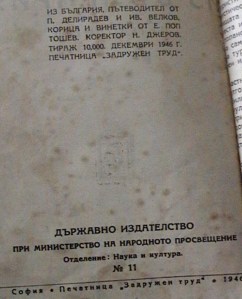 ИЗ БЪЛГАРИЯ, ПЪТЕВОДИТЕЛ ОТ
П. ДЕЛИРАДЕВ И ИВ. ВЕЛКОВ,
КОРИЦА И ВИНЕТКИ ОТ Е. ПОП
ТОШЕВ. КОРЕКТОР Н. ДЖЕРОВ.
ТИРАЖ 10,000. ДЕКЕМВРИ 1946 Г.
ПЕЧАТНИЦА „ЗАДРУЖЕН ТРУД".
ДЪРЖАВНО ИЗДАТЕЛСТВО
ПРИ МИНИСТЕРСТВО НА НАРОДНОТО ПРОСВЕЩЕНИЕ
Отделение: Наука и култура.
№ 11
София • Печатница „Задружен труд" • 1946